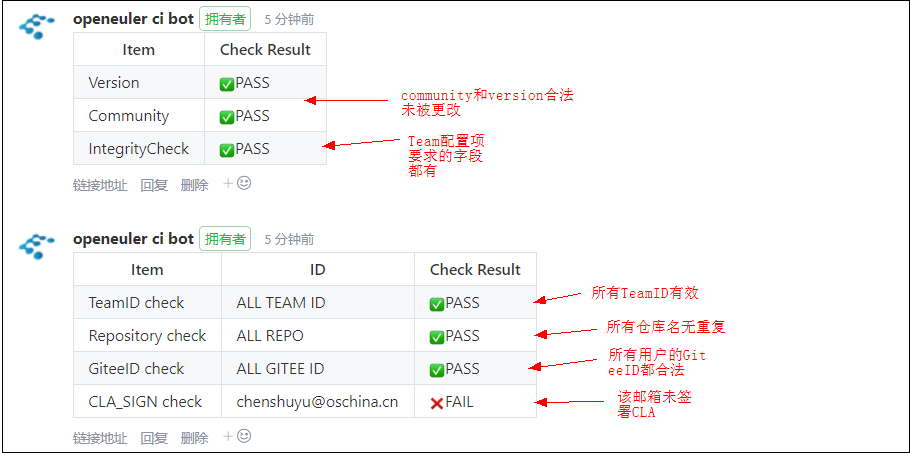 openeuler ci bot 拥有者 5 分钟前
Item Check Result
Version ✅PASS
Community ✅PASS
IntegrityCheck ✅PASS
community和version合法
未被更改
Team配置项
要求的字段
都有
链接地址 回复 删除
openeuler ci bot 拥有者 5 分钟前
Item ID Check Result
TeamID check ALL TEAM ID ✅PASS
所有TeamID有效
Repository check ALL REPO ✅PASS
所有仓库名无重复
GiteeID check ALL GITEE ID ✅PASS
所有用户的Git
eeID都合法
CLA_SIGN check chenshuyu@oschina.cn ❌FAIL
该邮箱未签
署CLA
链接地址 回复 删除